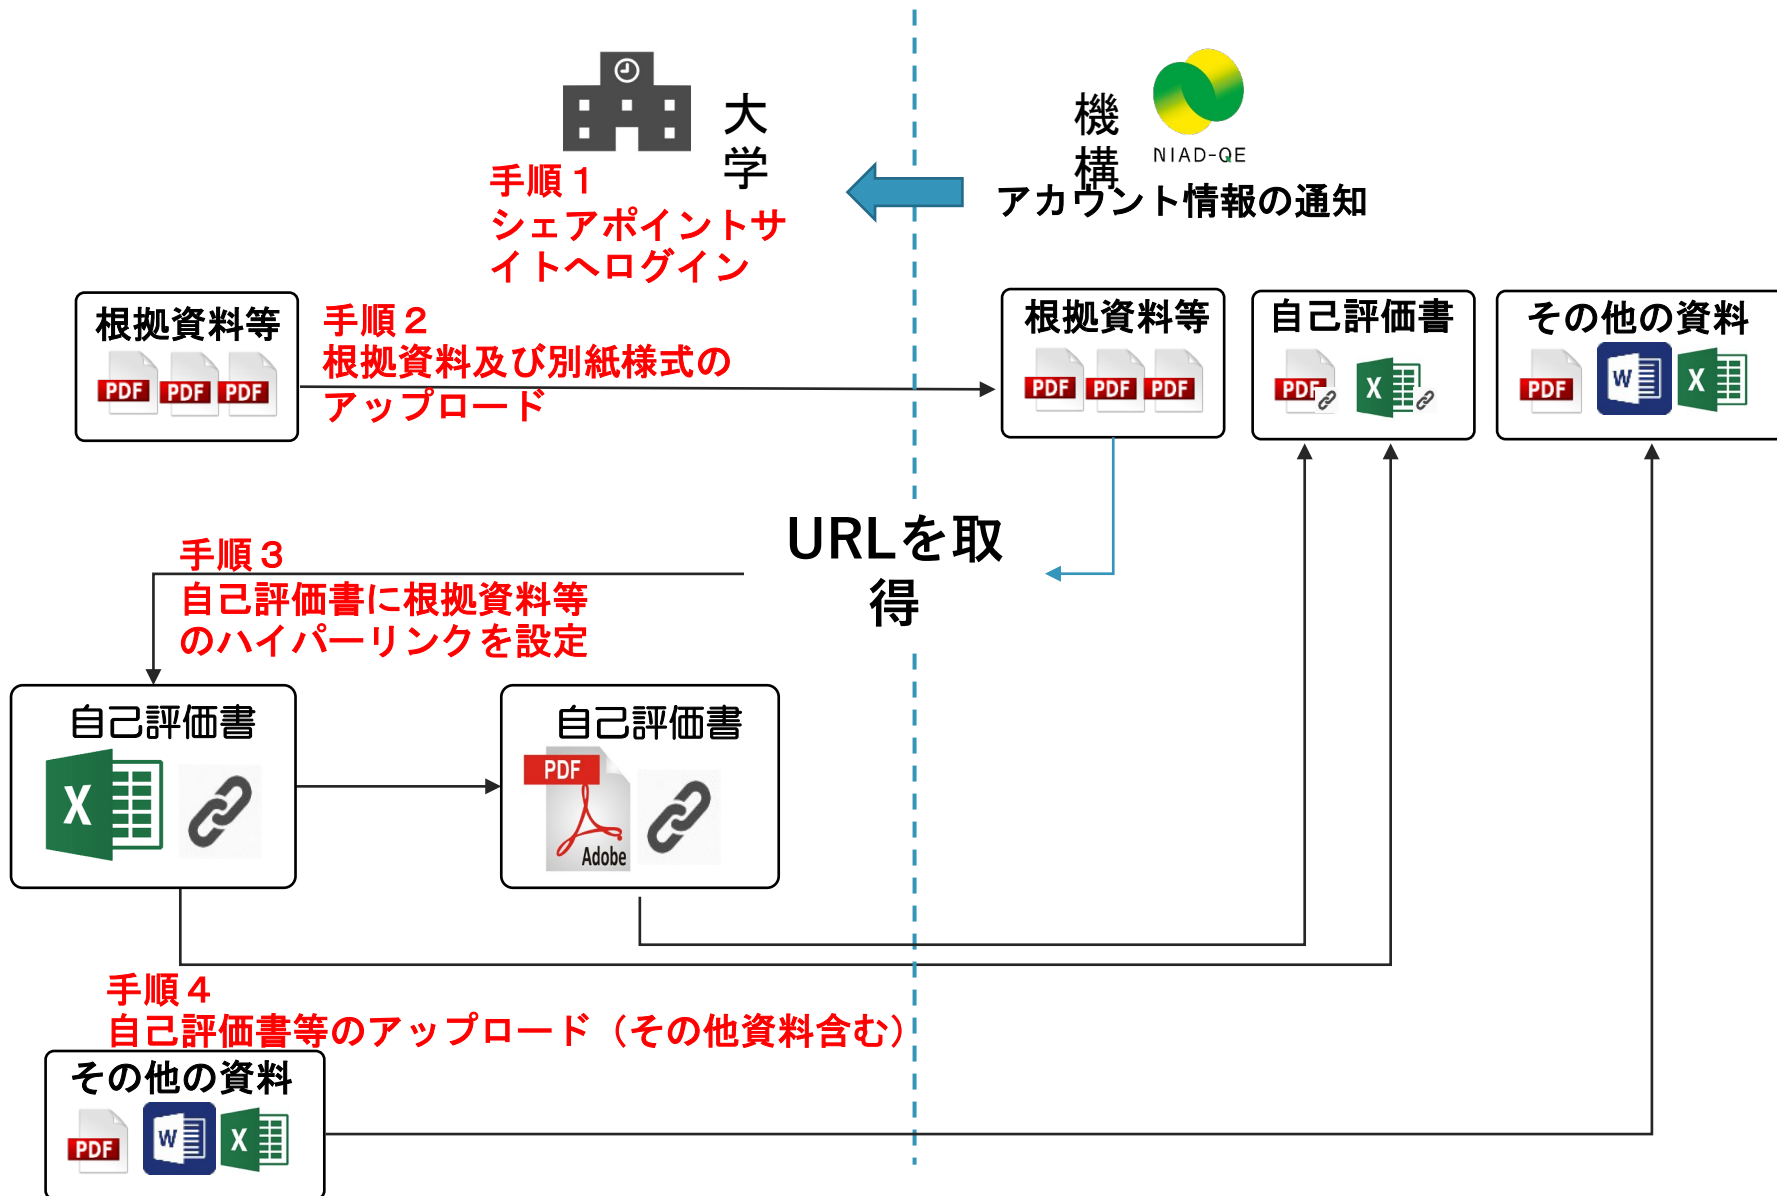 大
学
機
構
NIAD-QE
アカウント情報の通知
手順１
シェアポイントサ
イトへログイン
根拠資料等
PDF
PDF
PDF
手順２
根拠資料及び別紙様式の
アップロード
根拠資料等
PDF
PDF
PDF
自己評価書
PDF
X
その他の資料
PDF
W
X
URLを取
得
手順３
自己評価書に根拠資料等
のハイパーリンクを設定
自己評価書
X
自己評価書
PDF
Adobe
手順４
自己評価書等のアップロード（その他資料含む）
その他の資料
PDF
W
X